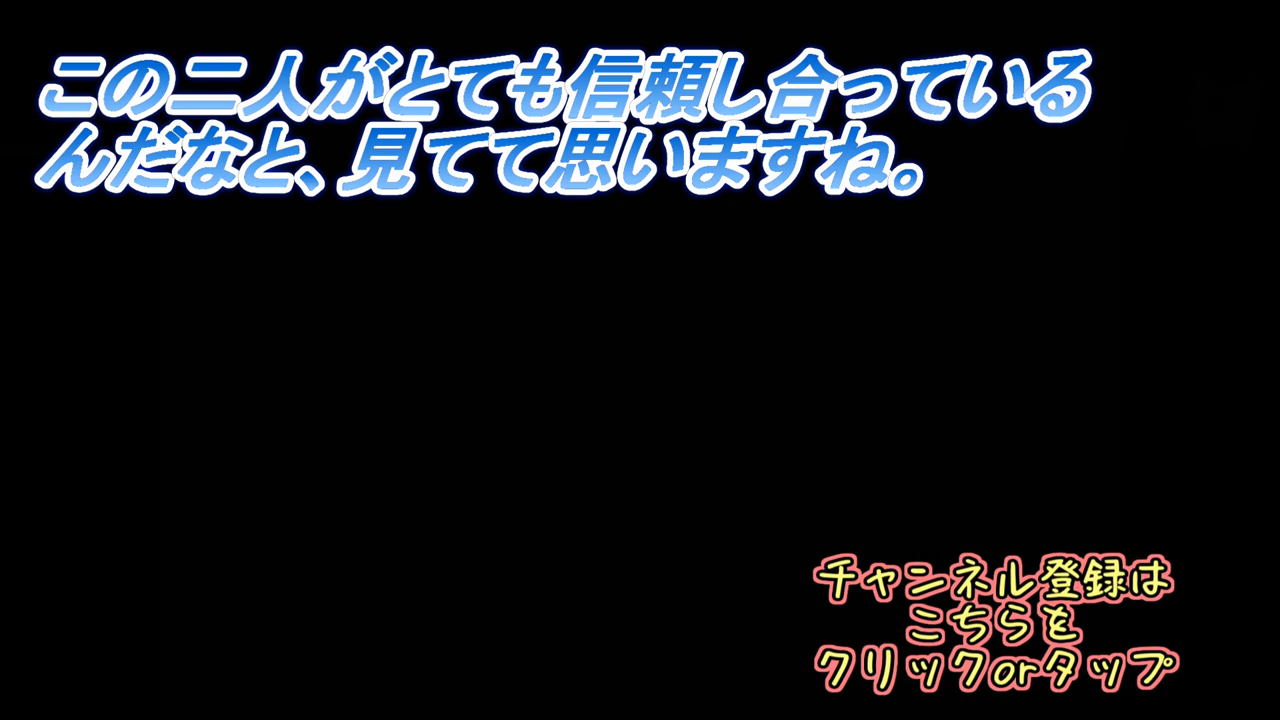 この二人がとても信頼し合っている
んだなと、見てて思いますね。
チャンネル登録は
こちらを
クリックorタップ